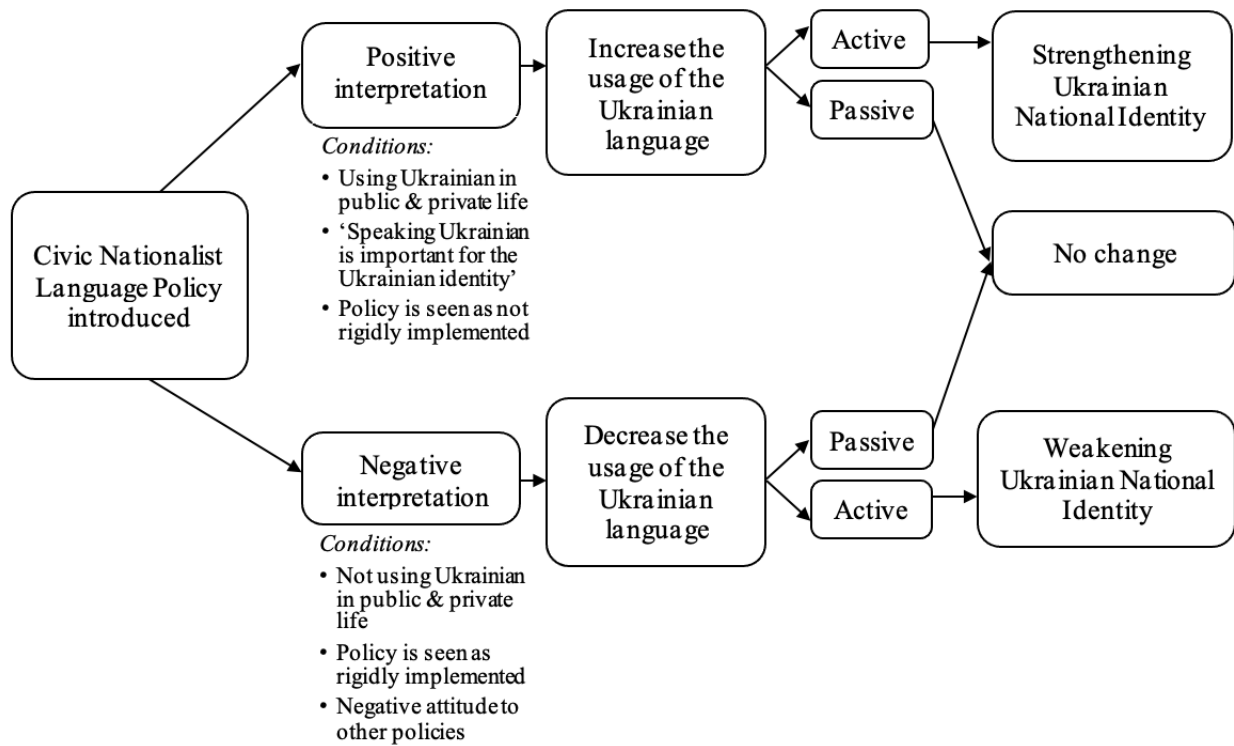 Civic Nationalist
Language Policy
introduced
Positive
interpretation
Conditions:
• Using Ukrainian in
public & private life
• ‘Speaking Ukrainian
is important for the
Ukrainian identity’
• Policy is seen as not
rigidly implemented
Increase the
usage of the
Ukrainian
language
Active
Passive
Strengthening
Ukrainian
National Identity
No change
Negative
interpretation
Conditions:
• Not using Ukrainian
in public & private
life
• Policy is seen as
rigidly implemented
• Negative attitude to
other policies
Decrease the
usage of the
Ukrainian
language
Passive
Active
Weakening
Ukrainian National
Identity